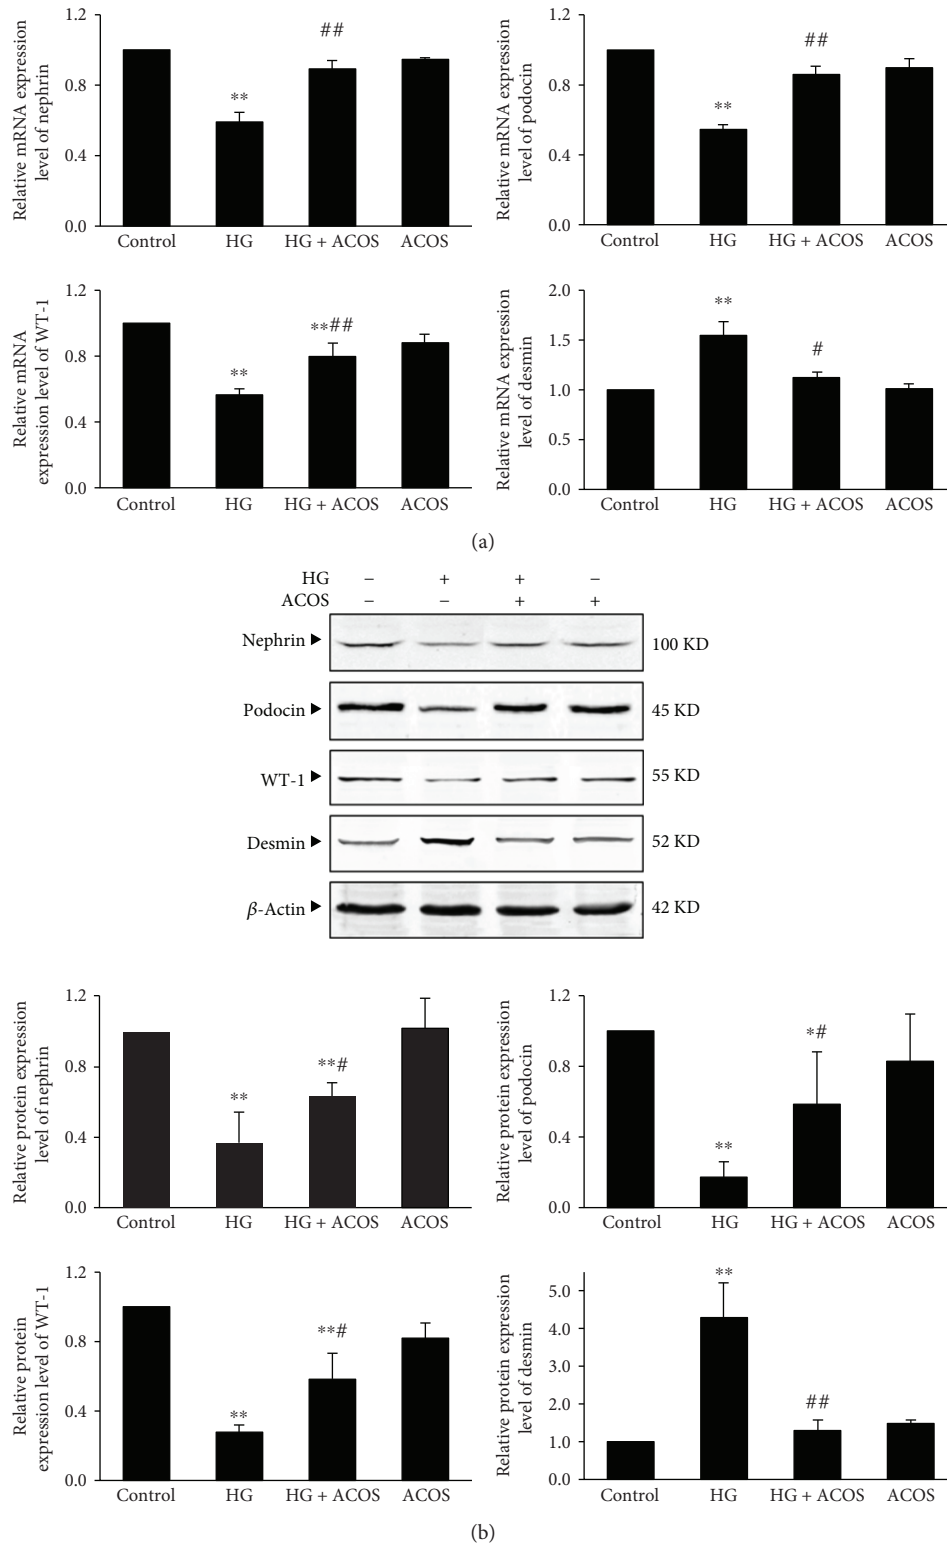 Relative mRNA expression
level of nephrin
1.2
0.8
0.4
0.0
**
##
Control HG HG + ACOS ACOS
Relative mRNA expression
level of podocin
1.2
0.8
0.4
0.0
**
##
Control HG HG + ACOS ACOS
Relative mRNA
expression level of WT-1
1.2
0.8
0.4
0.0
**
**##
Control HG HG + ACOS ACOS
Relative mRNA expression
level of desmin
2.0
1.5
1.0
0.5
0.0
**
#
Control HG HG + ACOS ACOS
(a)
HG – + + –
ACOS – – + +
Nephrin 100 KD
Podocin 45 KD
WT-1 55 KD
Desmin 52 KD
β-Actin 42 KD
Relative protein expression
level of nephrin
1.2
0.8
0.4
0.0
**
**#
Control HG HG + ACOS ACOS
Relative protein expression
level of podocin
1.2
0.8
0.4
0.0
**
*#
Control HG HG + ACOS ACOS
Relative protein
expression level of WT-1
1.2
0.8
0.4
0.0
**
**#
Control HG HG + ACOS ACOS
Relative protein expression
level of desmin
5.0
4.0
3.0
2.0
1.0
0.0
**
##
Control HG HG + ACOS ACOS
(b)